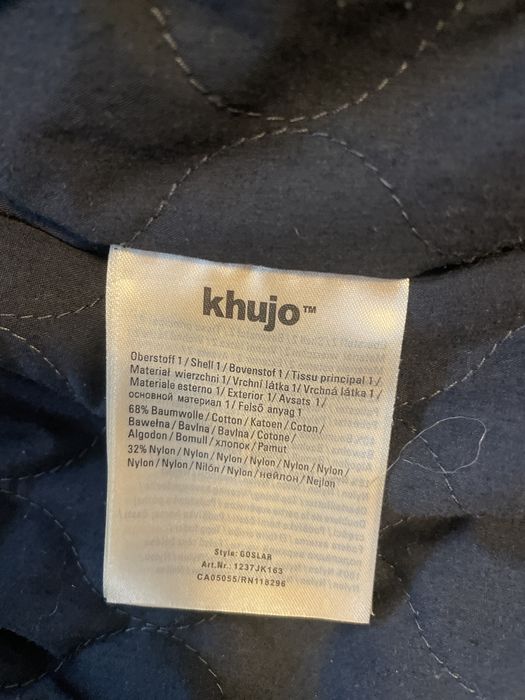 khujo™
Oberstoff 1 / Shell 1 / Bovenstof 1 / Tissu principal 1 /
Materiał wierzchni 1 / Vrchní látka 1 / Vrchná látka 1 /
Materiale esterno 1 / Exterior 1 / Avsats 1 /
основной материал 1 / Felső anyag 1
68% Baumwolle / Cotton / Katoen / Coton /
Bawełna / Bavlna / Bavlna / Cotone /
Algodon / Bomull / хлопок / Pamut
32% Nylon / Nylon / Nylon / Nylon / Nylon / Nylon /
Nylon / Nylon / Nilón / Nylon / нейлон / Nejlon
Style: GOSLAR
Art.Nr.: 1237JK163
CA05055/RN118296